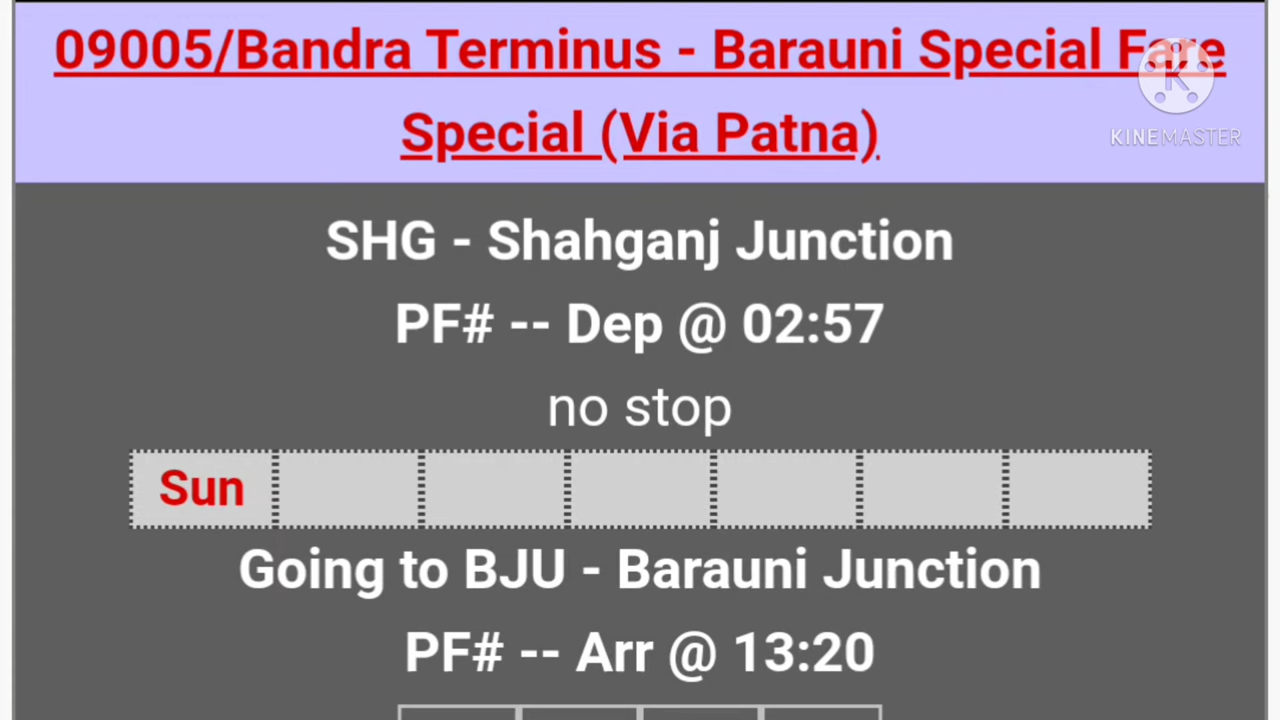 09005/Bandra Terminus - Barauni Special Fare
Special (Via Patna)
KINEMASTER
SHG - Shahganj Junction
PF# -- Dep @ 02:57
no stop
Sun
Going to BJU - Barauni Junction
PF# -- Arr @ 13:20